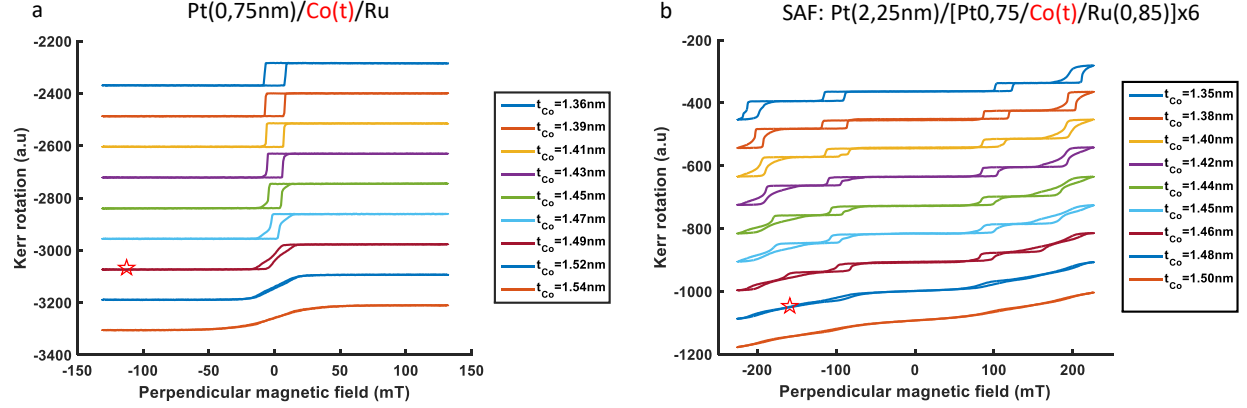 a
Pt(0,75nm)/Co(t)/Ru
-2200
-2400
-2600
-2800
-3000
-3200
-3400
-150
-100
-50
0
50
100
150
Kerr rotation (a.u)
Perpendicular magnetic field (mT)
t_Co=1.36nm
t_Co=1.39nm
t_Co=1.41nm
t_Co=1.43nm
t_Co=1.45nm
t_Co=1.47nm
t_Co=1.49nm
t_Co=1.52nm
t_Co=1.54nm
b
SAF: Pt(2,25nm)/[Pt0,75/Co(t)/Ru(0,85)]x6
-200
-400
-600
-800
-1000
-1200
-200
-100
0
100
200
Kerr rotation (a.u)
Perpendicular magnetic field (mT)
t_Co=1.35nm
t_Co=1.38nm
t_Co=1.40nm
t_Co=1.42nm
t_Co=1.44nm
t_Co=1.45nm
t_Co=1.46nm
t_Co=1.48nm
t_Co=1.50nm